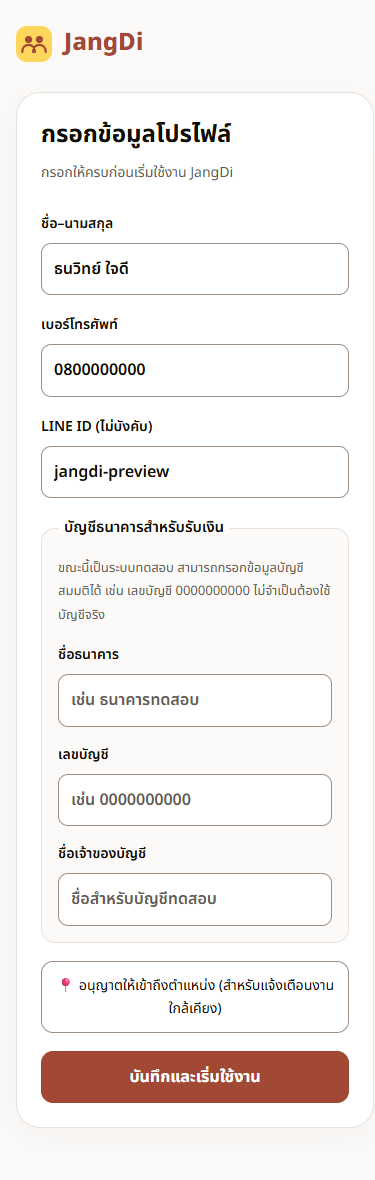 JangDi
กรอกข้อมูลโปรไฟล์
กรอกให้ครบก่อนเริ่มใช้งาน JangDi
ชื่อ–นามสกุล
ธนวิทย์ ใจดี
เบอร์โทรศัพท์
0800000000
LINE ID (ไม่บังคับ)
jangdi-preview
บัญชีธนาคารสำหรับรับเงิน
ขณะนี้เป็นระบบทดสอบ สามารถกรอกข้อมูลบัญชี
สมมติได้ เช่น เลขบัญชี 0000000000 ไม่จำเป็นต้องใช้
บัญชีจริง
ชื่อธนาคาร
เช่น ธนาคารทดสอบ
เลขบัญชี
เช่น 0000000000
ชื่อเจ้าของบัญชี
ชื่อสำหรับบัญชีทดสอบ
📍 อนุญาตให้เข้าถึงตำแหน่ง (สำหรับแจ้งเตือนงาน
ใกล้เคียง)
บันทึกและเริ่มใช้งาน